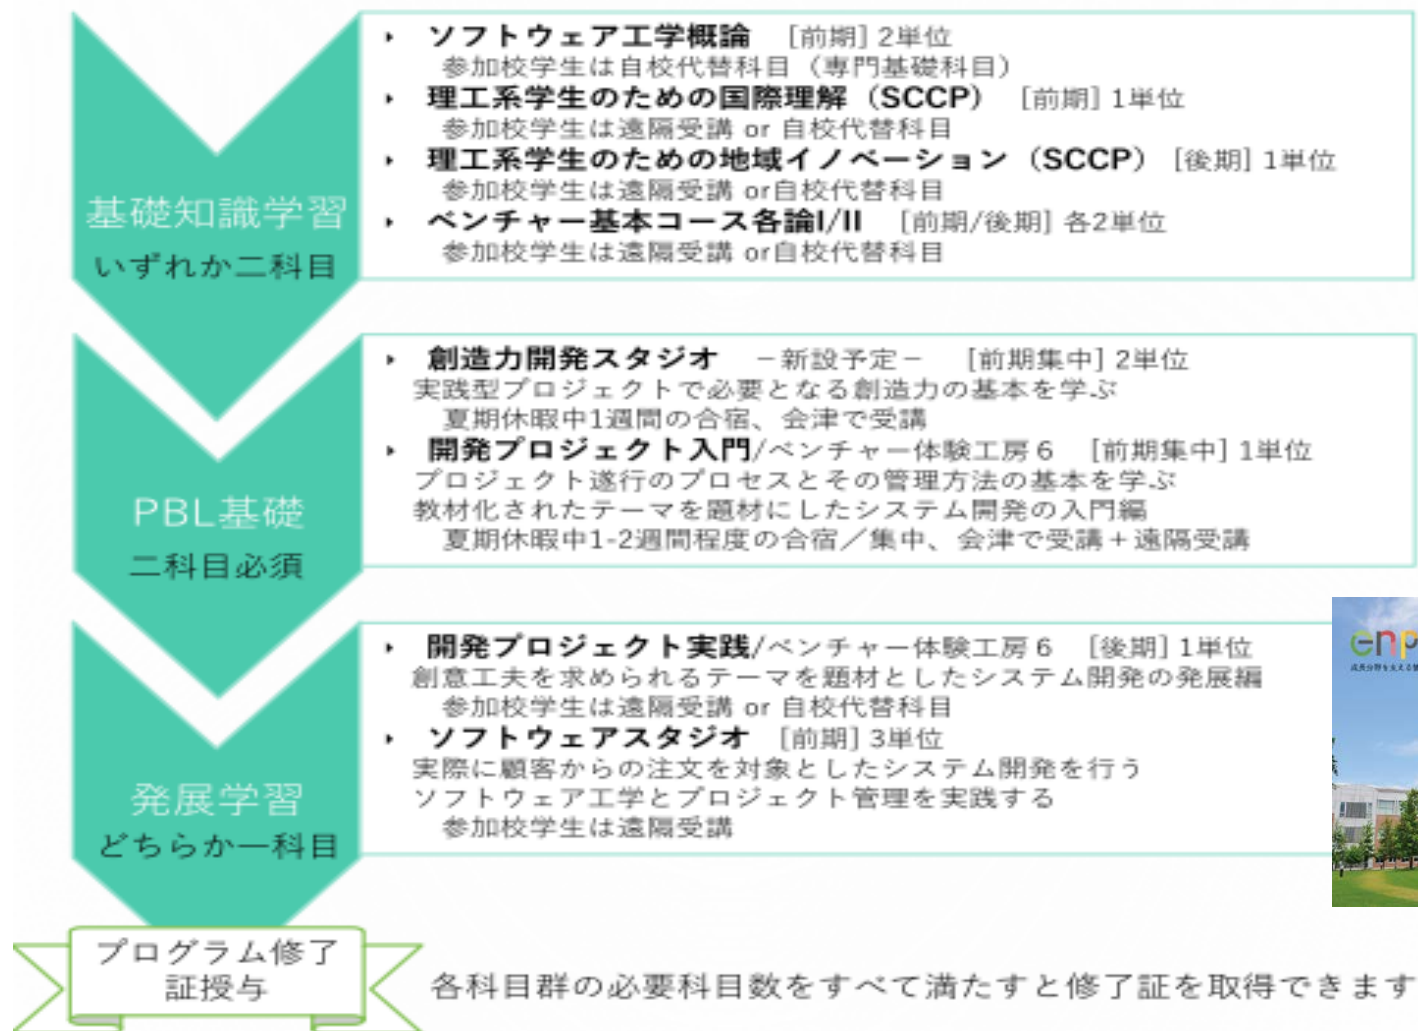 ▸ ソフトウェア工学概論 [前期] 2単位
参加校学生は自校代替科目（専門基礎科目）
▸ 理工系学生のための国際理解（SCCP） [前期] 1単位
参加校学生は遠隔受講 or 自校代替科目
▸ 理工系学生のための地域イノベーション（SCCP） [後期] 1単位
参加校学生は遠隔受講 or自校代替科目
▸ ベンチャー基本コース各論I/II [前期/後期] 各2単位
参加校学生は遠隔受講 or自校代替科目
基礎知識学習
いずれか二科目
▸ 創造力開発スタジオ －新設予定－ [前期集中] 2単位
実践型プロジェクトで必要となる創造力の基本を学ぶ
夏期休暇中1週間の合宿、会津で受講
▸ 開発プロジェクト入門/ベンチャー体験工房６ [前期集中] 1単位
プロジェクト遂行のプロセスとその管理方法の基本を学ぶ
教材化されたテーマを題材にしたシステム開発の入門編
夏期休暇中1-2週間程度の合宿／集中、会津で受講＋遠隔受講
PBL基礎
二科目必須
▸ 開発プロジェクト実践/ベンチャー体験工房６ [後期] 1単位
創意工夫を求められるテーマを題材としたシステム開発の発展編
参加校学生は遠隔受講 or 自校代替科目
▸ ソフトウェアスタジオ [前期] 3単位
実際に顧客からの注文を対象としたシステム開発を行う
ソフトウェア工学とプロジェクト管理を実践する
参加校学生は遠隔受講
発展学習
どちらか一科目
enp
成長分野を支える
プログラム修了
証授与
各科目群の必要科目数をすべて満たすと修了証を取得できます